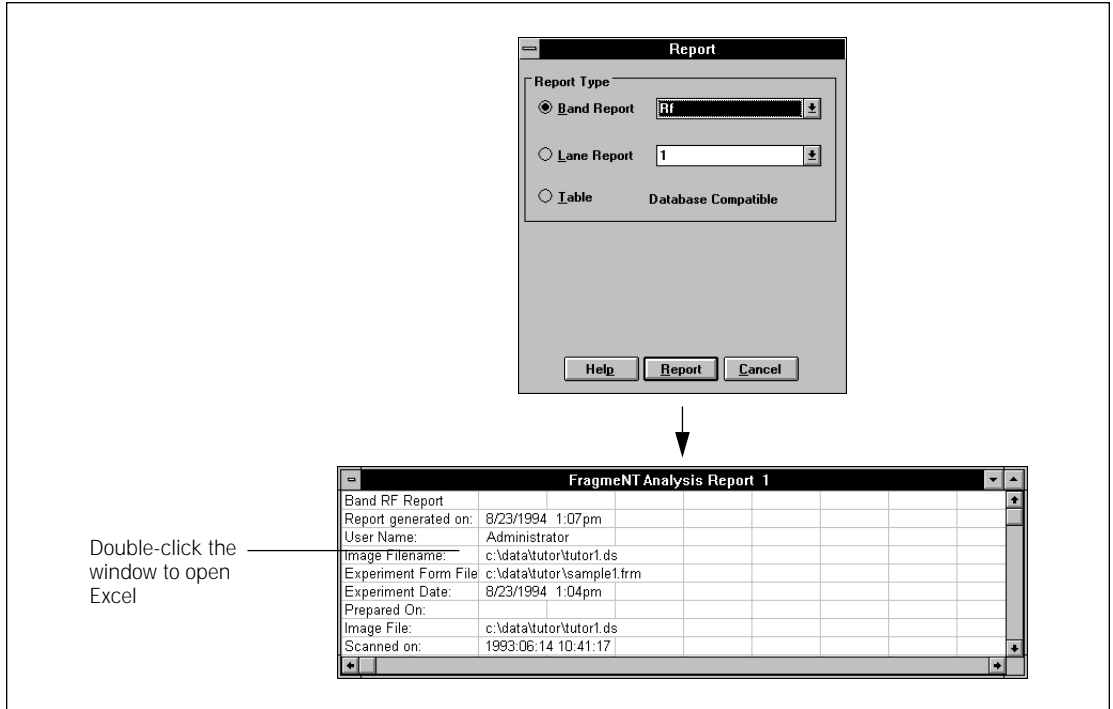 Report
Report Type
Band Report Rf
Lane Report 1
Table Database Compatible
Help Report Cancel
FragmeNT Analysis Report 1
Band RF Report
Report generated on: 8/23/1994 1:07pm
User Name: Administrator
Image Filename: c:\data\tutor\tutor1.ds
Experiment Form File c:\data\tutor\sample1.frm
Experiment Date: 8/23/1994 1:04pm
Prepared On:
Image File: c:\data\tutor\tutor1.ds
Scanned on: 1993:06:14 10:41:17
Double-click the
window to open
Excel